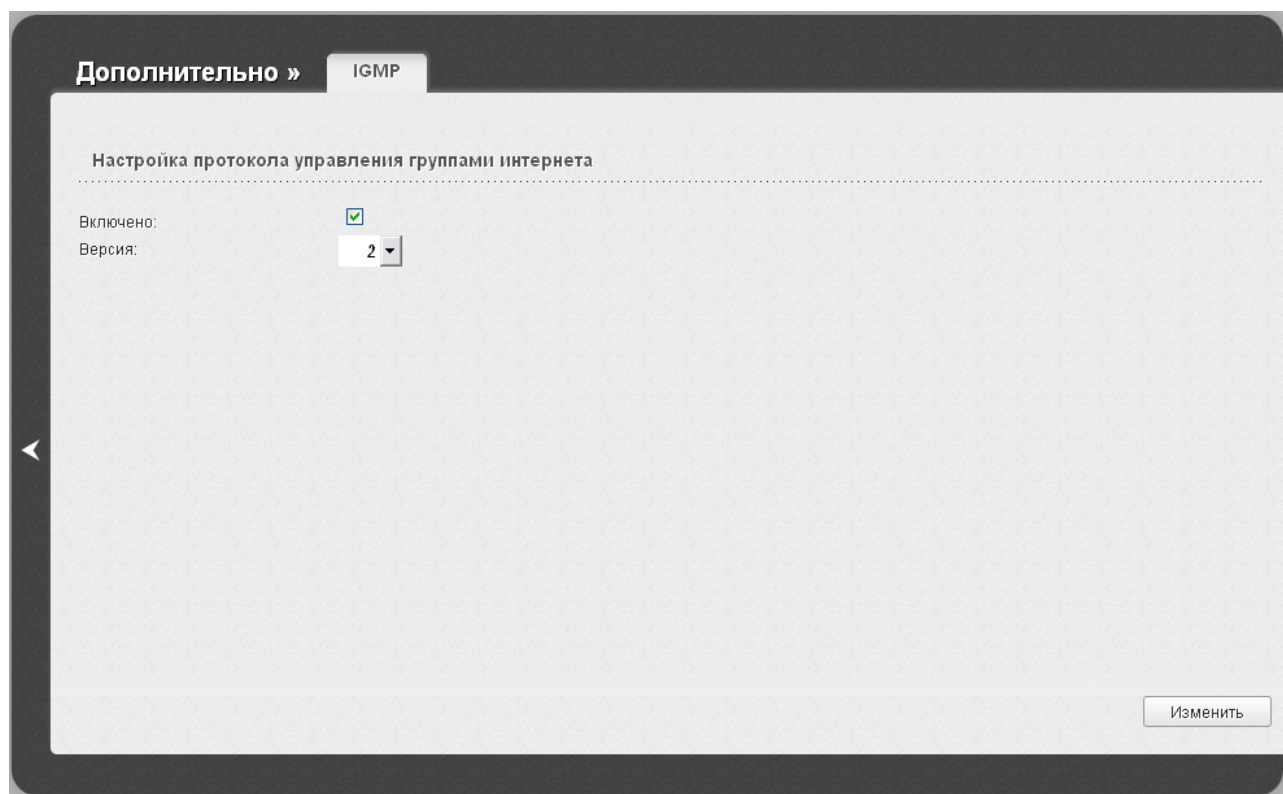 Дополнительно » IGMP
Настройка протокола управления группами интернета
Включено:
Версия: 2
Изменить